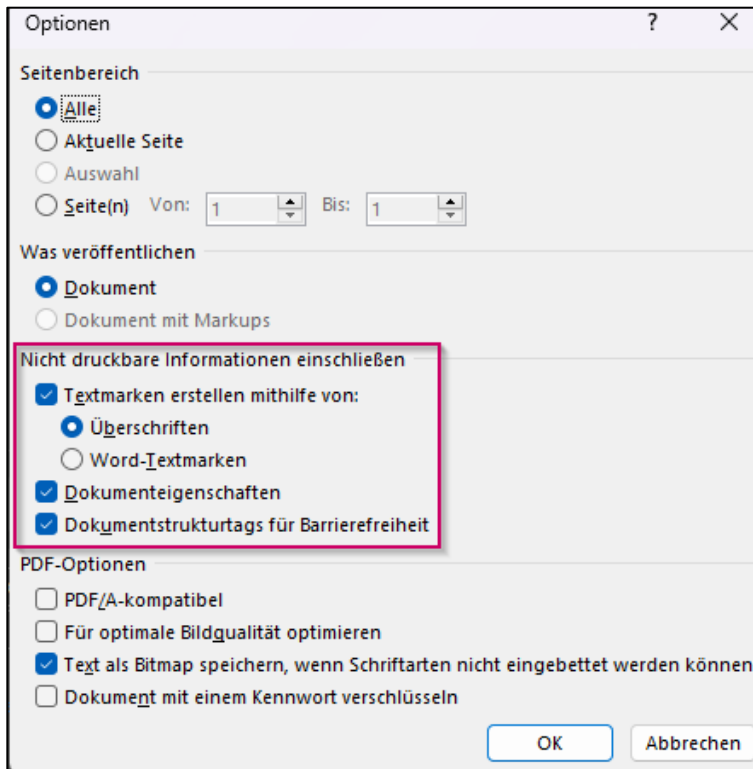 Optionen
Seitenbereich
Alle
Aktuelle Seite
Auswahl
Seite(n) Von: 1 Bis: 1
Was veröffentlichen
Dokument
Dokument mit Markups
Nicht druckbare Informationen einschließen
Textmarken erstellen mithilfe von:
Überschriften
Word-Textmarken
Dokumenteigenschaften
Dokumentstrukturtags für Barrierefreiheit
PDF-Optionen
PDF/A-kompatibel
Für optimale Bildqualität optimieren
Text als Bitmap speichern, wenn Schriftarten nicht eingebettet werden können
Dokument mit einem Kennwort verschlüsseln
OK Abbrechen